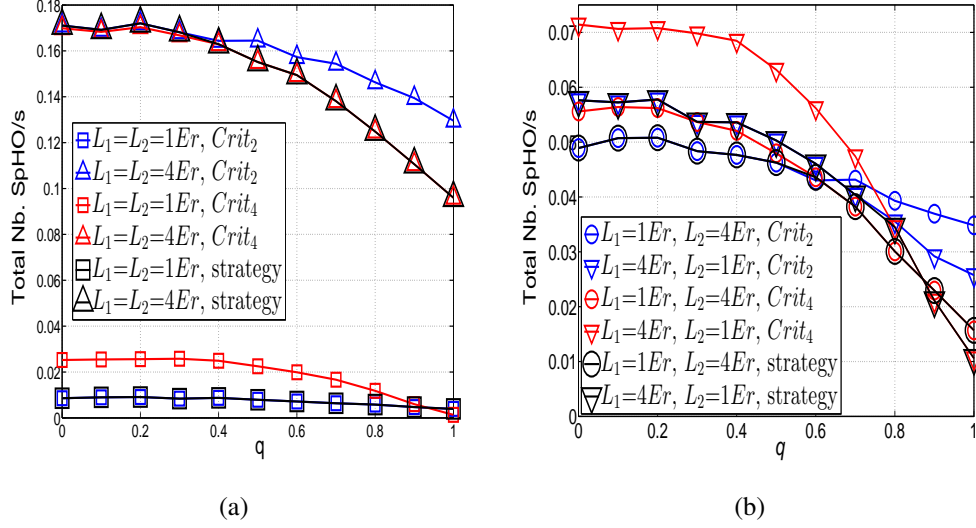 Total Nb. SpHO/s
0.18
0.16
0.14
0.12
0.1
0.08
0.06
0.04
0.02
0
L₁=L₂=1Er, Crit₂
L₁=L₂=4Er, Crit₂
L₁=L₂=1Er, Crit₄
L₁=L₂=4Er, Crit₄
L₁=L₂=1Er, strategy
L₁=L₂=4Er, strategy
0 0.2 0.4 0.6 0.8 1
q
(a)
Total Nb. SpHO/s
0.07
0.06
0.05
0.04
0.03
0.02
0.01
0
L₁=1Er, L₂=4Er, Crit₂
L₁=4Er, L₂=1Er, Crit₂
L₁=1Er, L₂=4Er, Crit₄
L₁=4Er, L₂=1Er, Crit₄
L₁=1Er, L₂=4Er, strategy
L₁=4Er, L₂=1Er, strategy
0 0.2 0.4 0.6 0.8 1
q
(b)